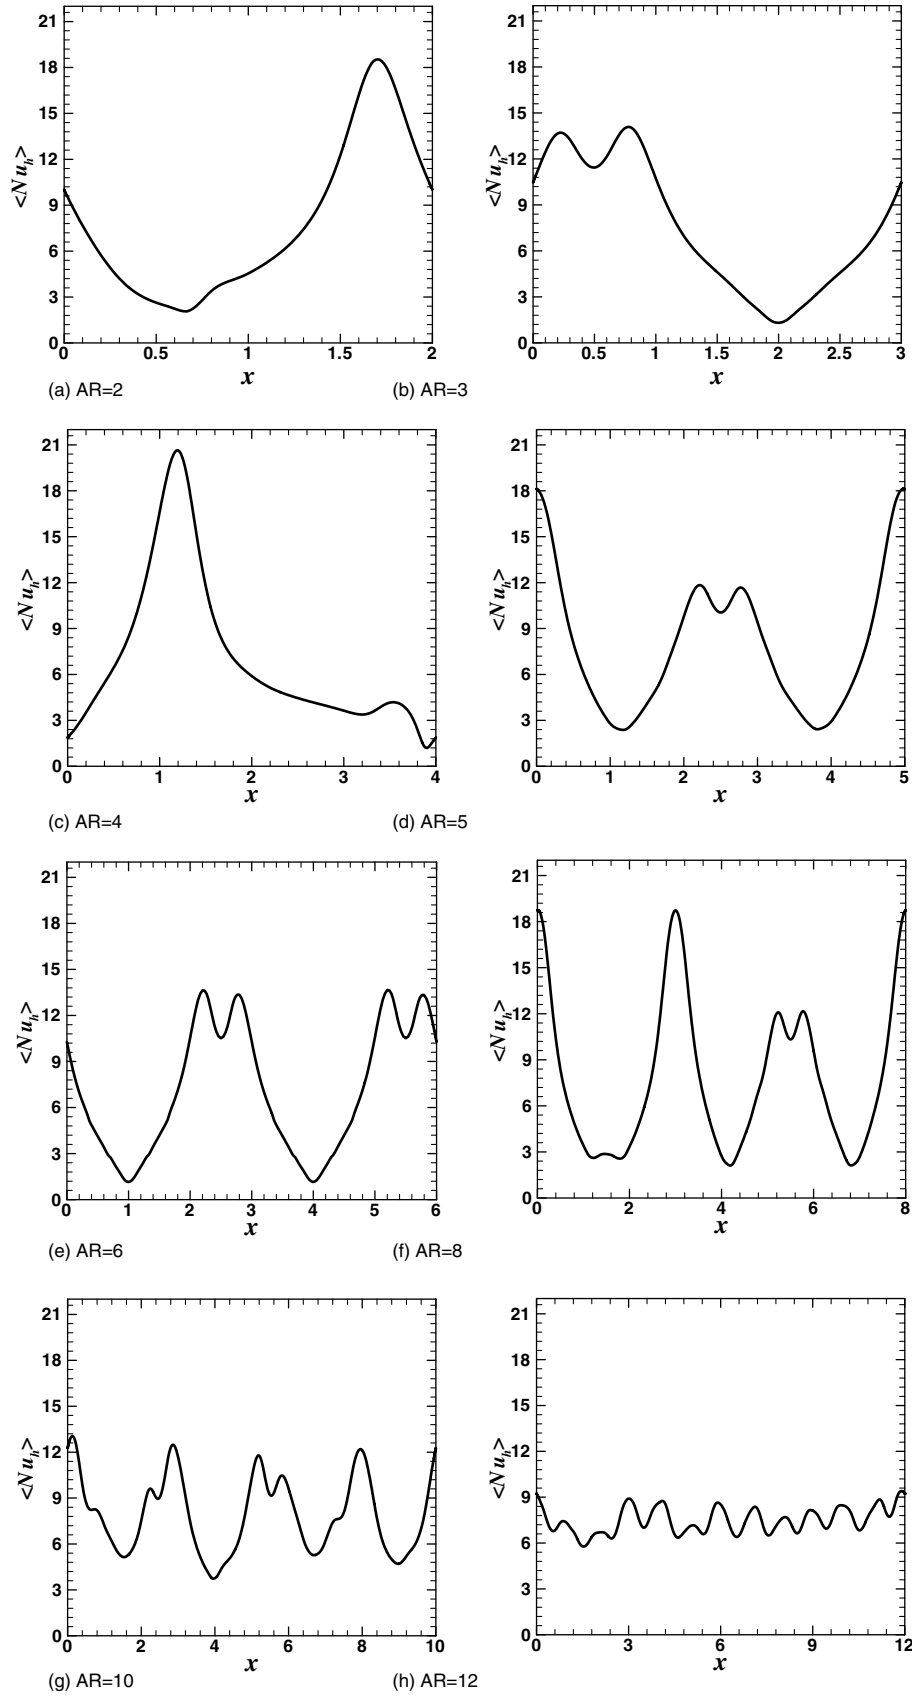 21
18
15
12
9
6
3
0
<Nu_h>
0 0.5 1 1.5 2
x
(a) AR=2
21
18
15
12
9
6
3
0
<Nu_h>
0 0.5 1 1.5 2 2.5 3
x
(b) AR=3
21
18
15
12
9
6
3
0
<Nu_h>
0 1 2 3 4
x
(c) AR=4
21
18
15
12
9
6
3
0
<Nu_h>
0 1 2 3 4 5
x
(d) AR=5
21
18
15
12
9
6
3
0
<Nu_h>
0 1 2 3 4 5 6
x
(e) AR=6
21
18
15
12
9
6
3
0
<Nu_h>
0 2 4 6 8
x
(f) AR=8
21
18
15
12
9
6
3
0
<Nu_h>
0 2 4 6 8 10
x
(g) AR=10
21
18
15
12
9
6
3
0
<Nu_h>
0 3 6 9 12
x
(h) AR=12